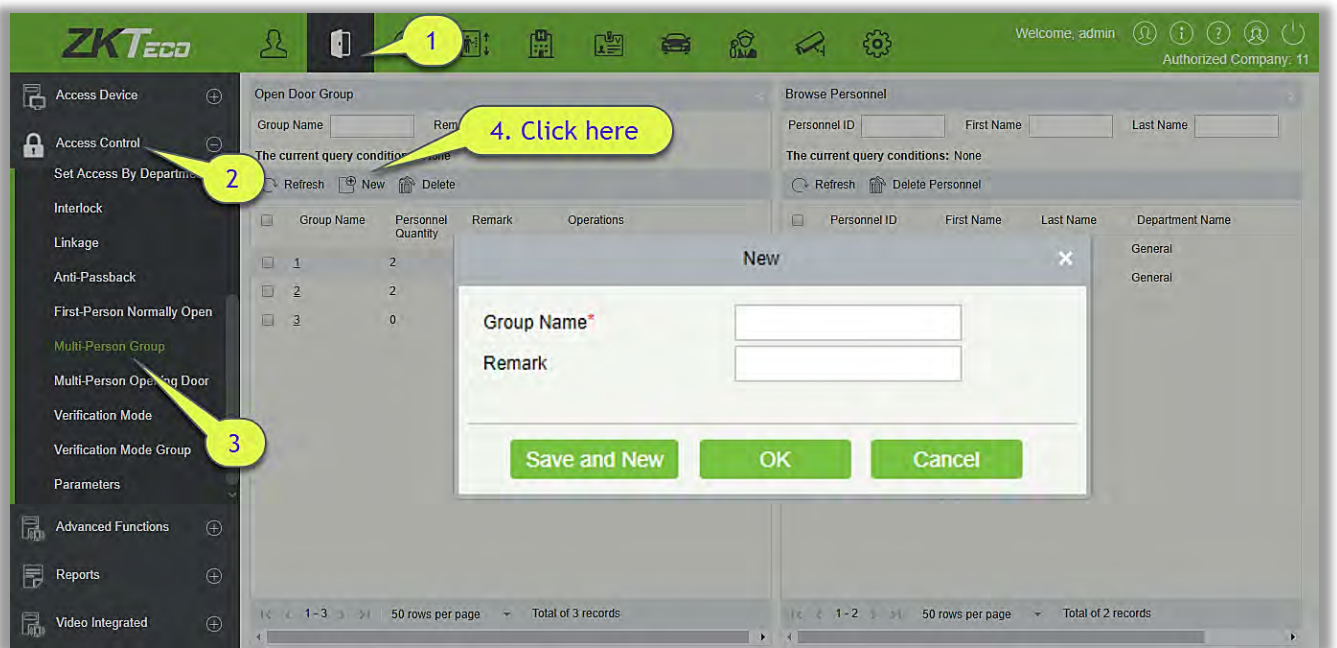 ZKTECO
1
Welcome, admin
Authorized Company: 11
Access Device
Access Control
2
Set Access By Departme
Interlock
Linkage
Anti-Passback
First-Person Normally Open
Multi-Person Group
Multi-Person Opening Door
Verification Mode
Verification Mode Group
3
Parameters
Advanced Functions
Reports
Video Integrated
Open Door Group
Group Name Rem
4. Click here
The current query conditions: None
Refresh New Delete
Group Name Personnel Quantity Remark Operations
1 2
2 2
3 0
1-3 50 rows per page Total of 3 records
Browse Personnel
Personnel ID First Name Last Name
The current query conditions: None
Refresh Delete Personnel
Personnel ID First Name Last Name Department Name
General
General
1-2 50 rows per page Total of 2 records
New
Group Name*
Remark
Save and New OK Cancel